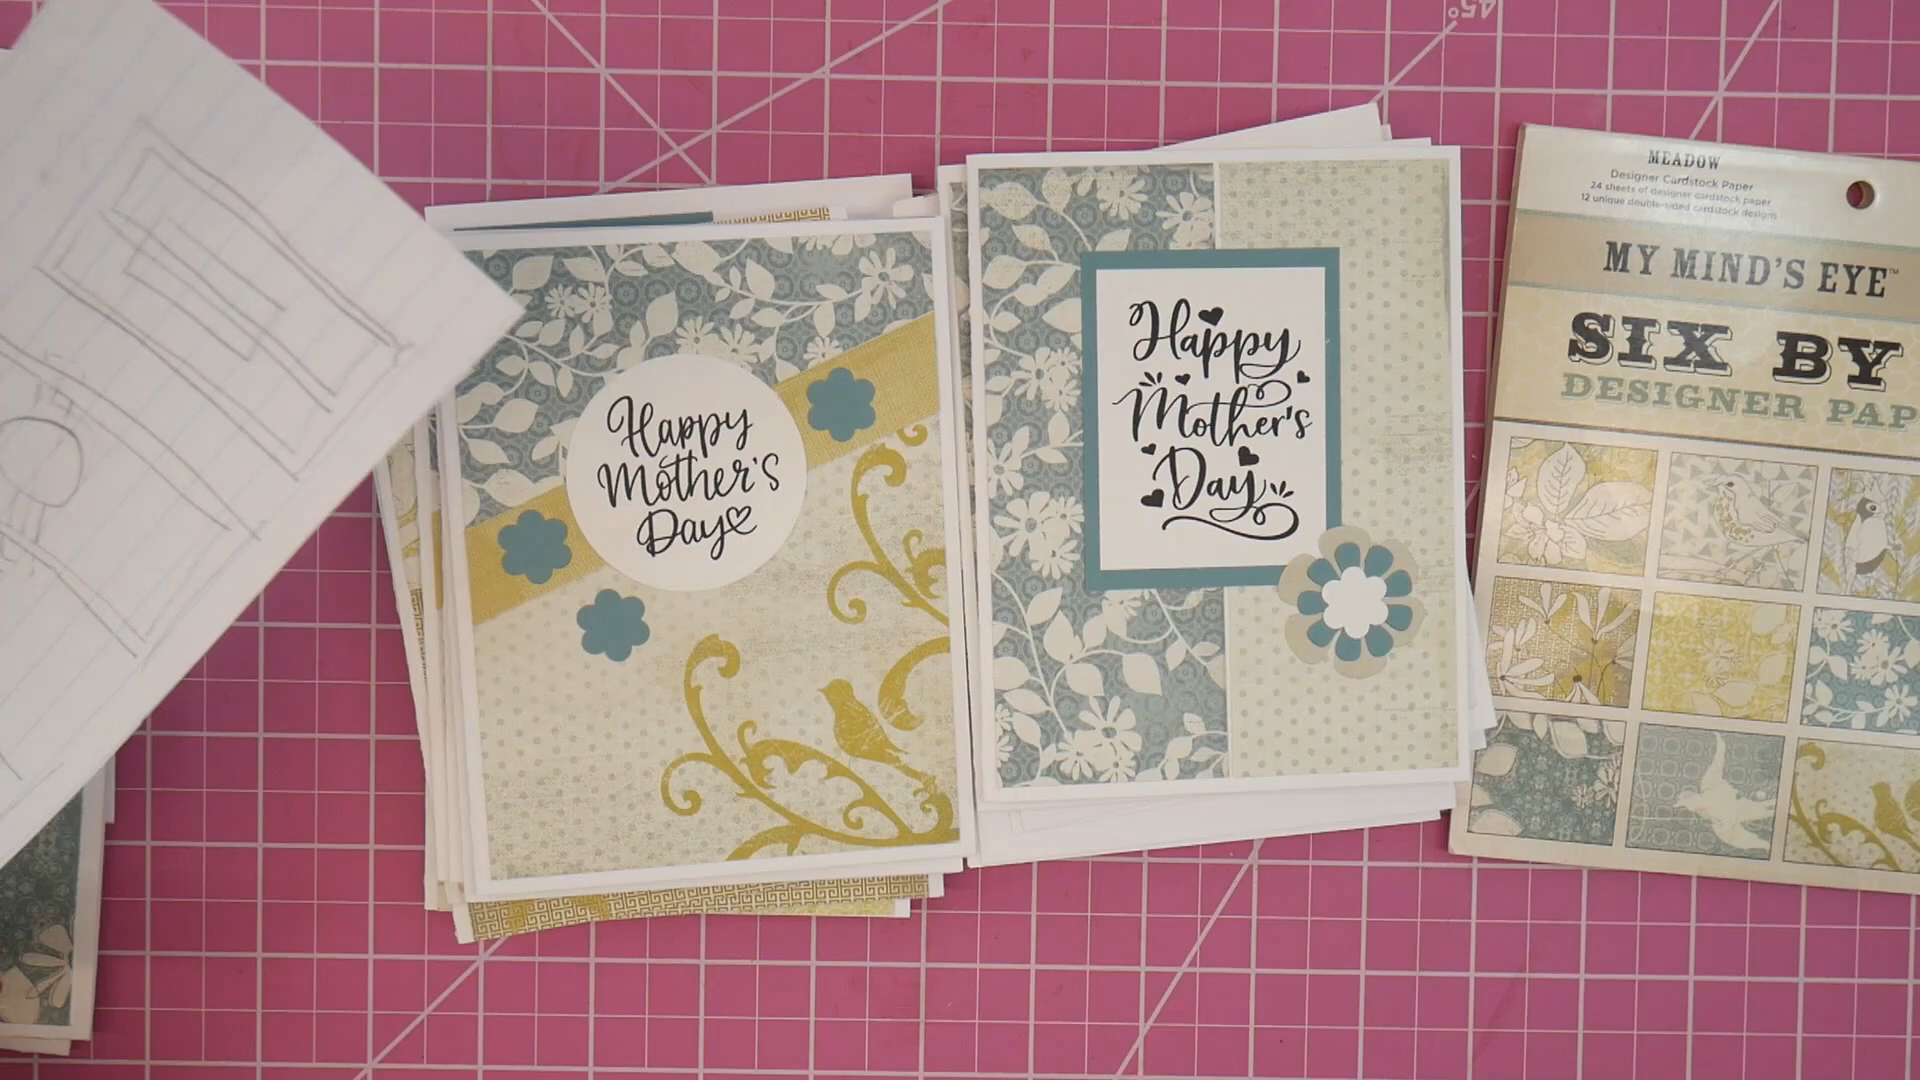 45°
Happy
Mother's
Day
Happy
Mother's
Day
MEADOW
Designer Cardstock Paper
24 sheets of designer cardstock paper
12 unique double-sided cardstock designs
MY MIND'S EYE™
SIX BY
DESIGNER PAP